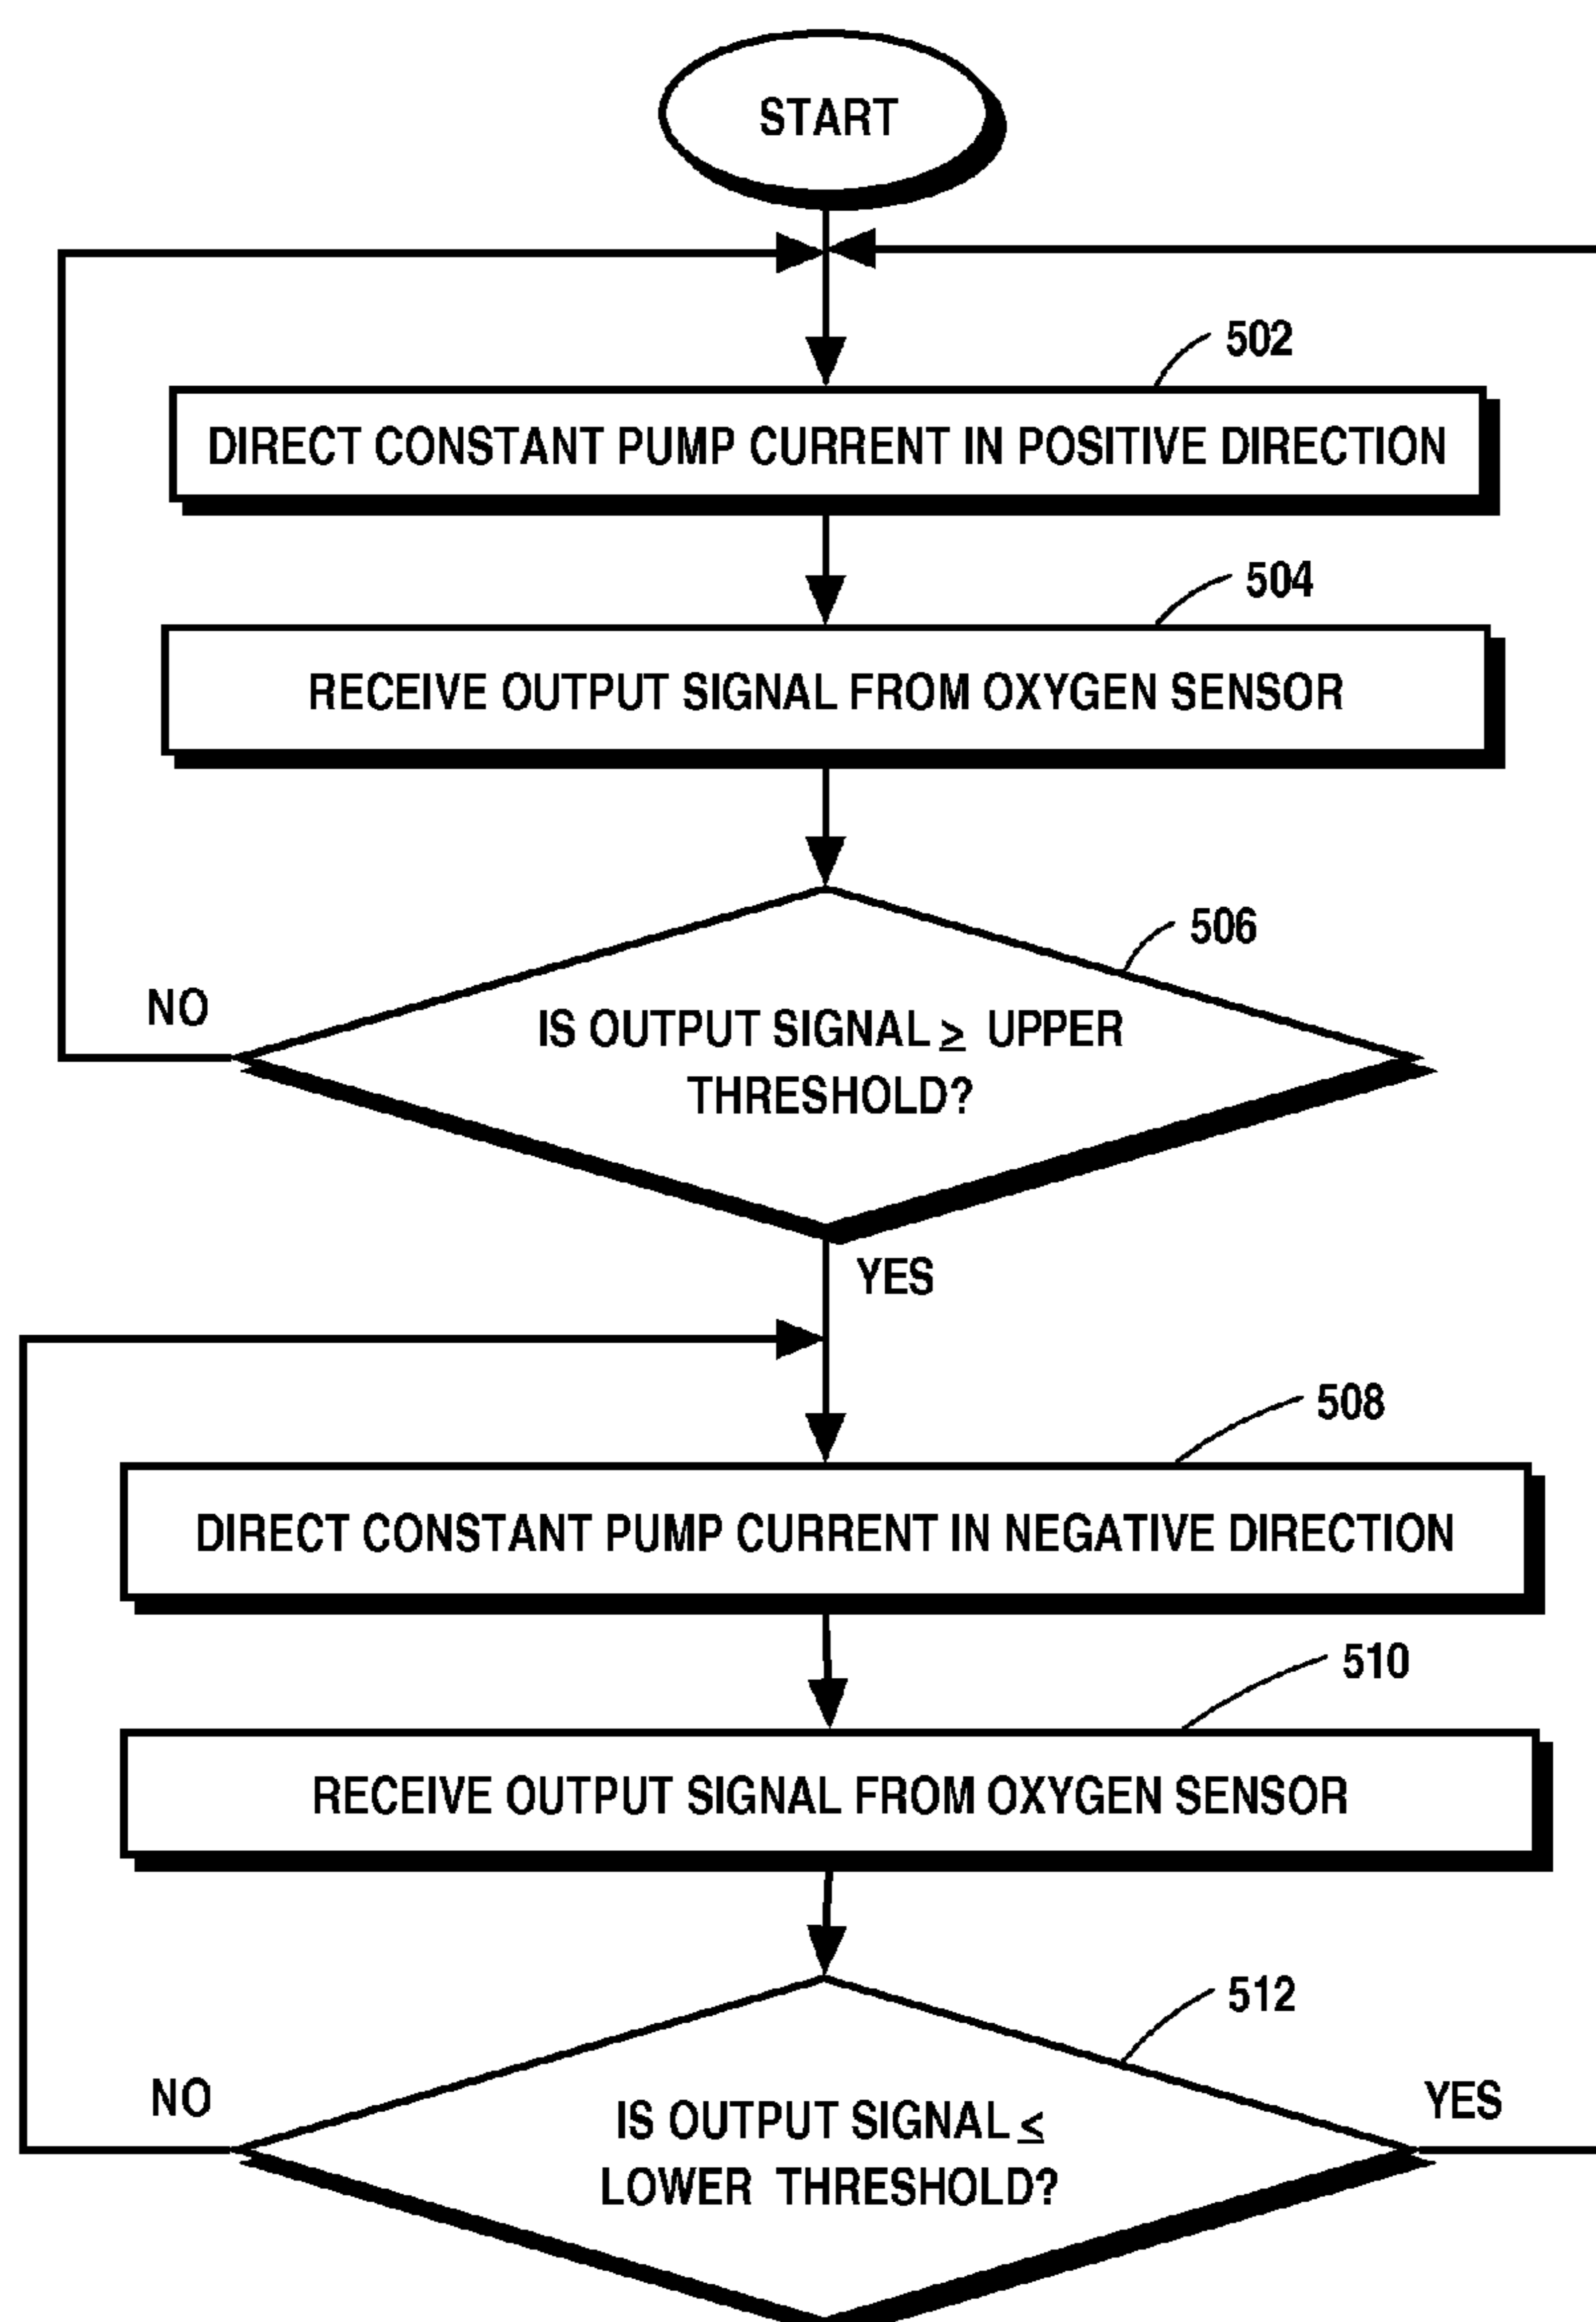 START
502
DIRECT CONSTANT PUMP CURRENT IN POSITIVE DIRECTION
504
RECEIVE OUTPUT SIGNAL FROM OXYGEN SENSOR
506
NO
IS OUTPUT SIGNAL ≥ UPPER
THRESHOLD?
YES
508
DIRECT CONSTANT PUMP CURRENT IN NEGATIVE DIRECTION
510
RECEIVE OUTPUT SIGNAL FROM OXYGEN SENSOR
512
NO
YES
IS OUTPUT SIGNAL ≤
LOWER THRESHOLD?